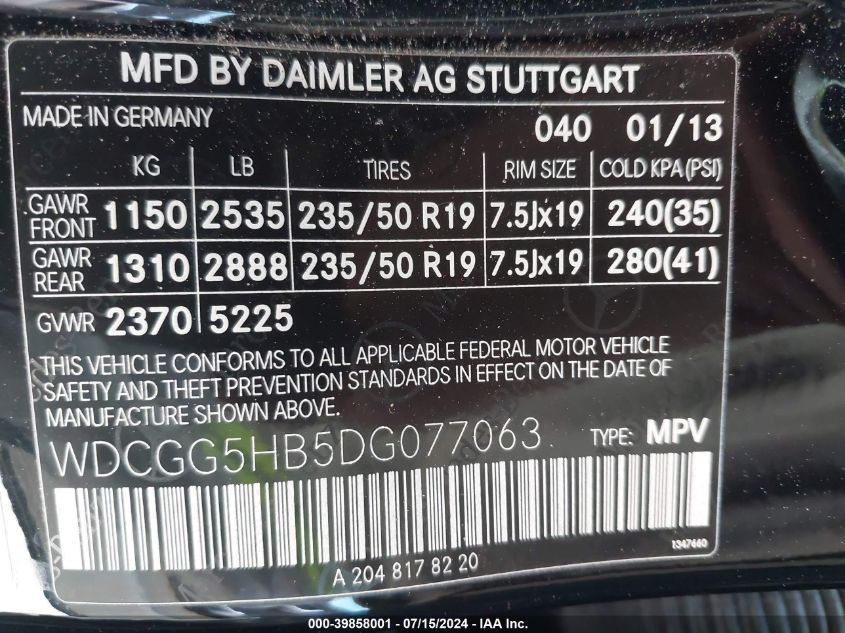 MFD BY DAIMLER AG STUTTGART
MADE IN GERMANY 040 01/13
KG LB TIRES RIM SIZE COLD KPA(PSI)
GAWR FRONT 1150 2535 235/50 R19 7.5Jx19 240(35)
GAWR REAR 1310 2888 235/50 R19 7.5Jx19 280(41)
GVWR 2370 5225
THIS VEHICLE CONFORMS TO ALL APPLICABLE FEDERAL MOTOR VEHICLE
SAFETY AND THEFT PREVENTION STANDARDS IN EFFECT ON THE DATE OF
MANUFACTURE SHOWN ABOVE.
WDCGG5HB5DG077063 TYPE: MPV
1347440
A 204 817 82 20
000-39858001 - 07/15/2024 - IAA Inc.